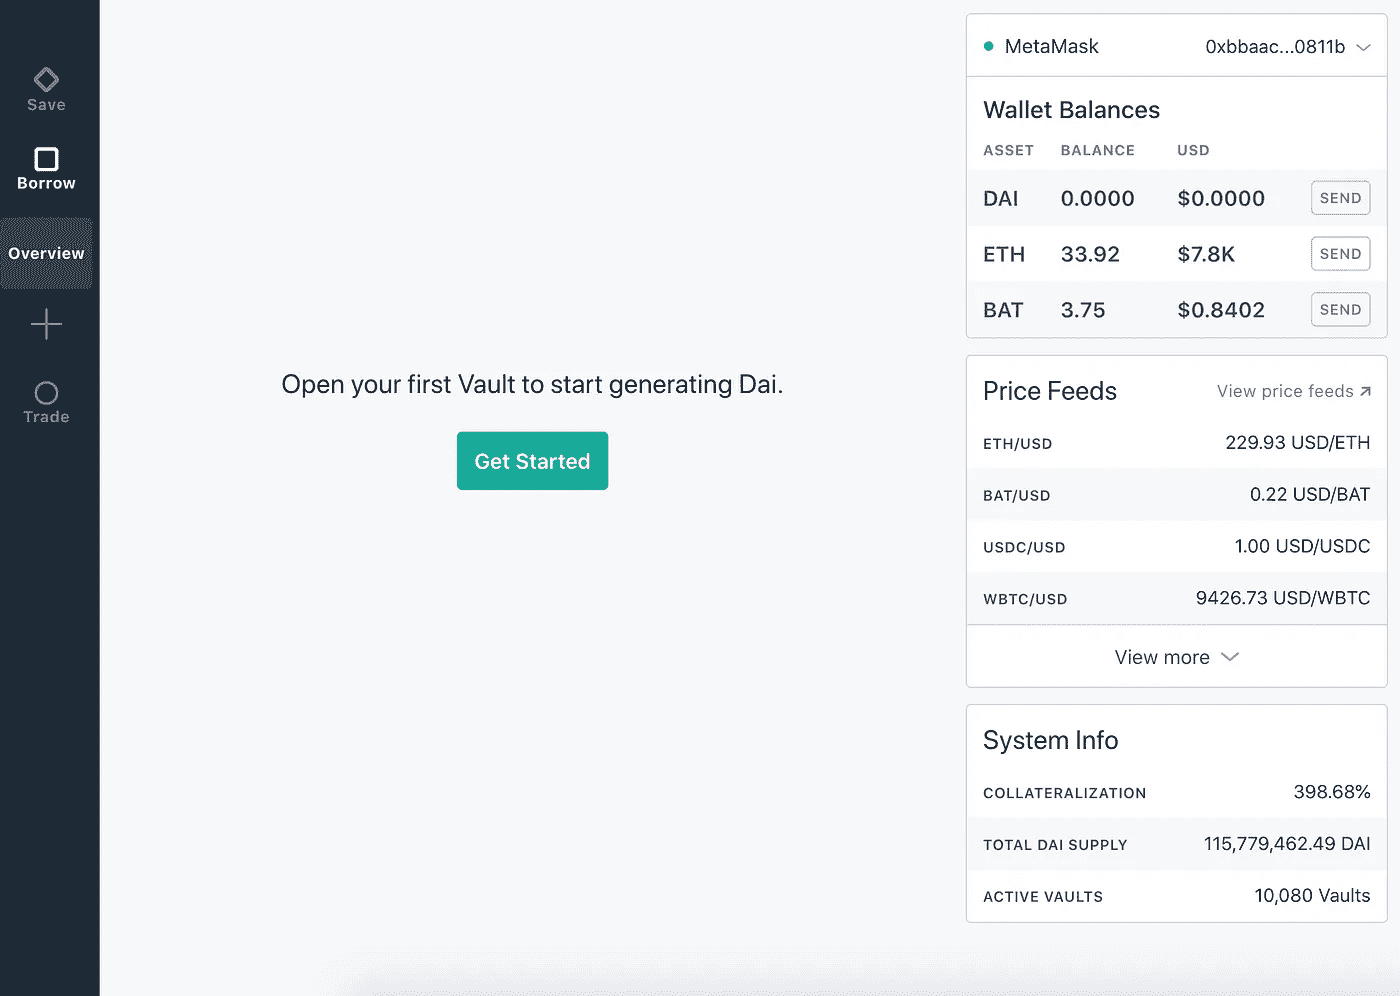 Save
Borrow
Overview
Trade
Open your first Vault to start generating Dai.
Get Started
MetaMask 0xbbaac...0811b
Wallet Balances
ASSET BALANCE USD
DAI 0.0000 $0.0000 SEND
ETH 33.92 $7.8K SEND
BAT 3.75 $0.8402 SEND
Price Feeds View price feeds
ETH/USD 229.93 USD/ETH
BAT/USD 0.22 USD/BAT
USDC/USD 1.00 USD/USDC
WBTC/USD 9426.73 USD/WBTC
View more
System Info
COLLATERALIZATION 398.68%
TOTAL DAI SUPPLY 115,779,462.49 DAI
ACTIVE VAULTS 10,080 Vaults